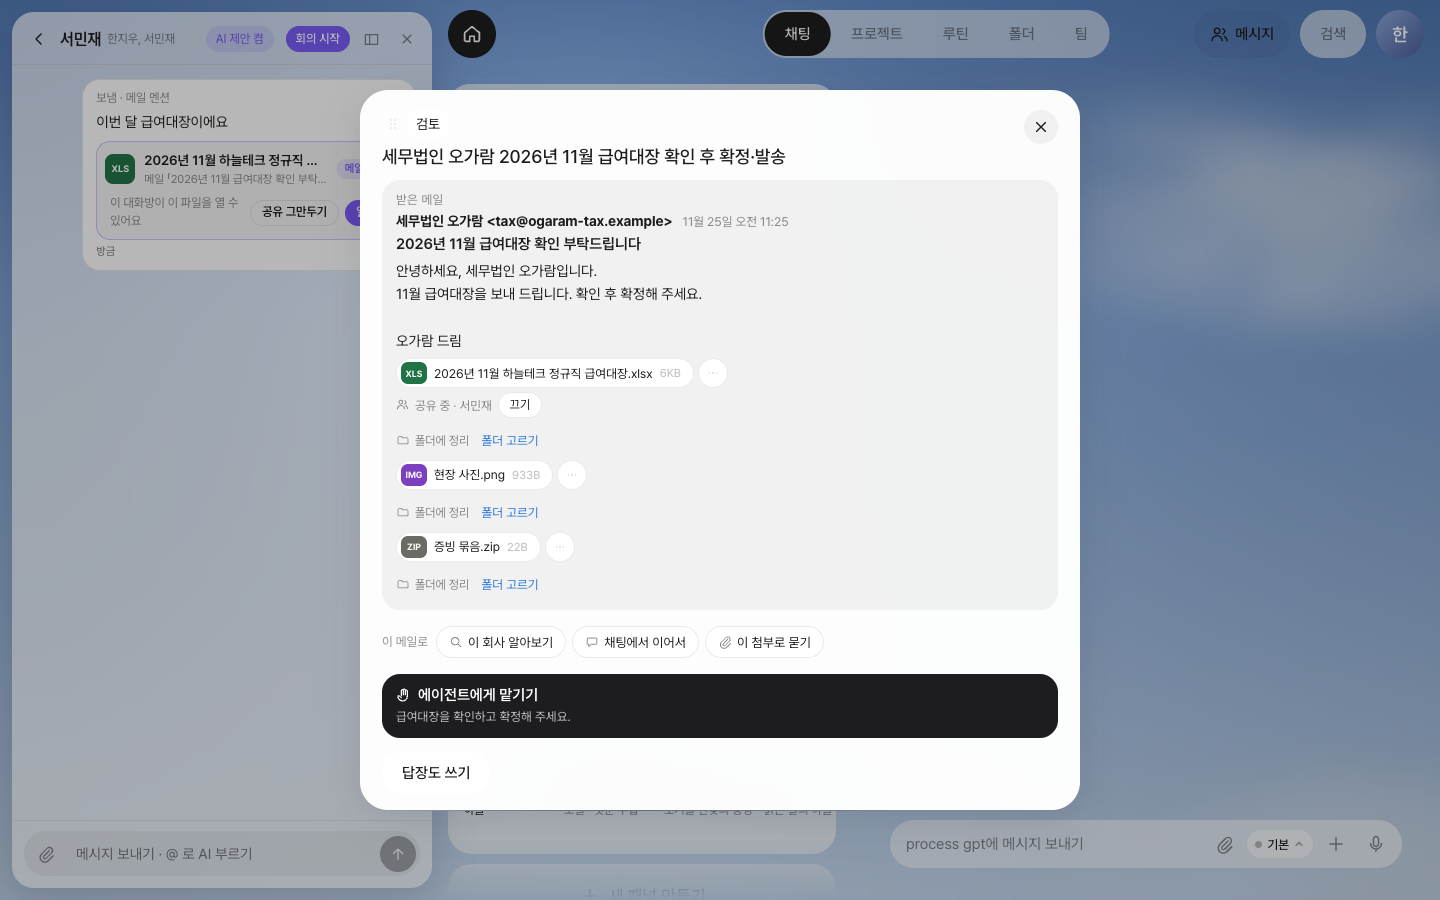 서민재 한지우, 서민재 AI 제안 켬 회의 시작
채팅 프로젝트 루틴 폴더 팀
메시지 검색 한
보냄 · 메일 멘션
이번 달 급여대장이에요
XLS 2026년 11월 하늘테크 정규직 ...
메일 「2026년 11월 급여대장 확인 부탁...
이 대화방이 이 파일을 열 수
있어요
공유 그만두기
방금
검토
세무법인 오가람 2026년 11월 급여대장 확인 후 확정·발송
받은 메일
세무법인 오가람 <tax@ogaram-tax.example> 11월 25일 오전 11:25
2026년 11월 급여대장 확인 부탁드립니다
안녕하세요, 세무법인 오가람입니다.
11월 급여대장을 보내 드립니다. 확인 후 확정해 주세요.
오가람 드림
XLS 2026년 11월 하늘테크 정규직 급여대장.xlsx 6KB ...
공유 중 · 서민재 끄기
폴더에 정리 폴더 고르기
IMG 현장 사진.png 933B ...
폴더에 정리 폴더 고르기
ZIP 증빙 묶음.zip 22B ...
폴더에 정리 폴더 고르기
이 메일로 이 회사 알아보기 채팅에서 이어서 이 첨부로 묻기
에이전트에게 맡기기
급여대장을 확인하고 확정해 주세요.
답장도 쓰기
메시지 보내기 · @ 로 AI 부르기
process gpt에 메시지 보내기 기본
새 패널 만들기